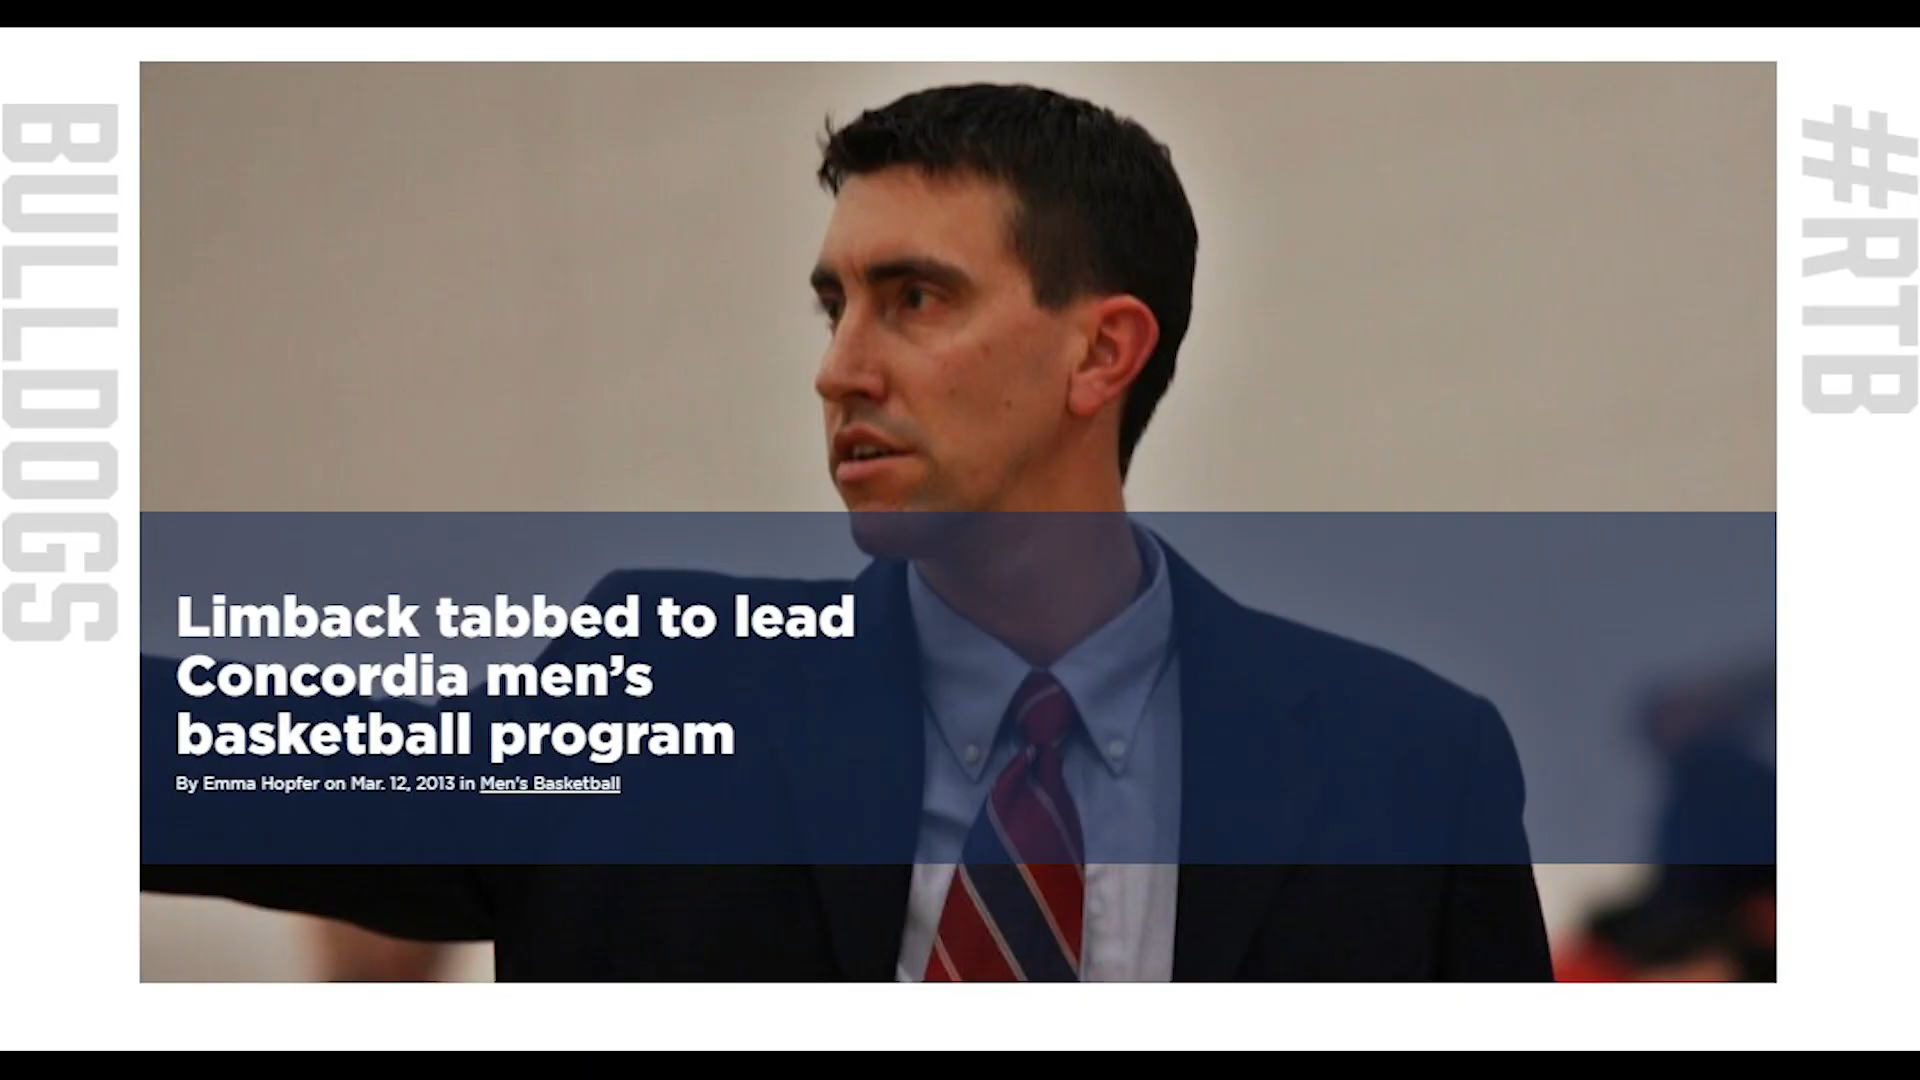 BULLDOGS
#RTB
Limback tabbed to lead
Concordia men’s
basketball program
By Emma Hopfer on Mar. 12, 2013 in Men's Basketball